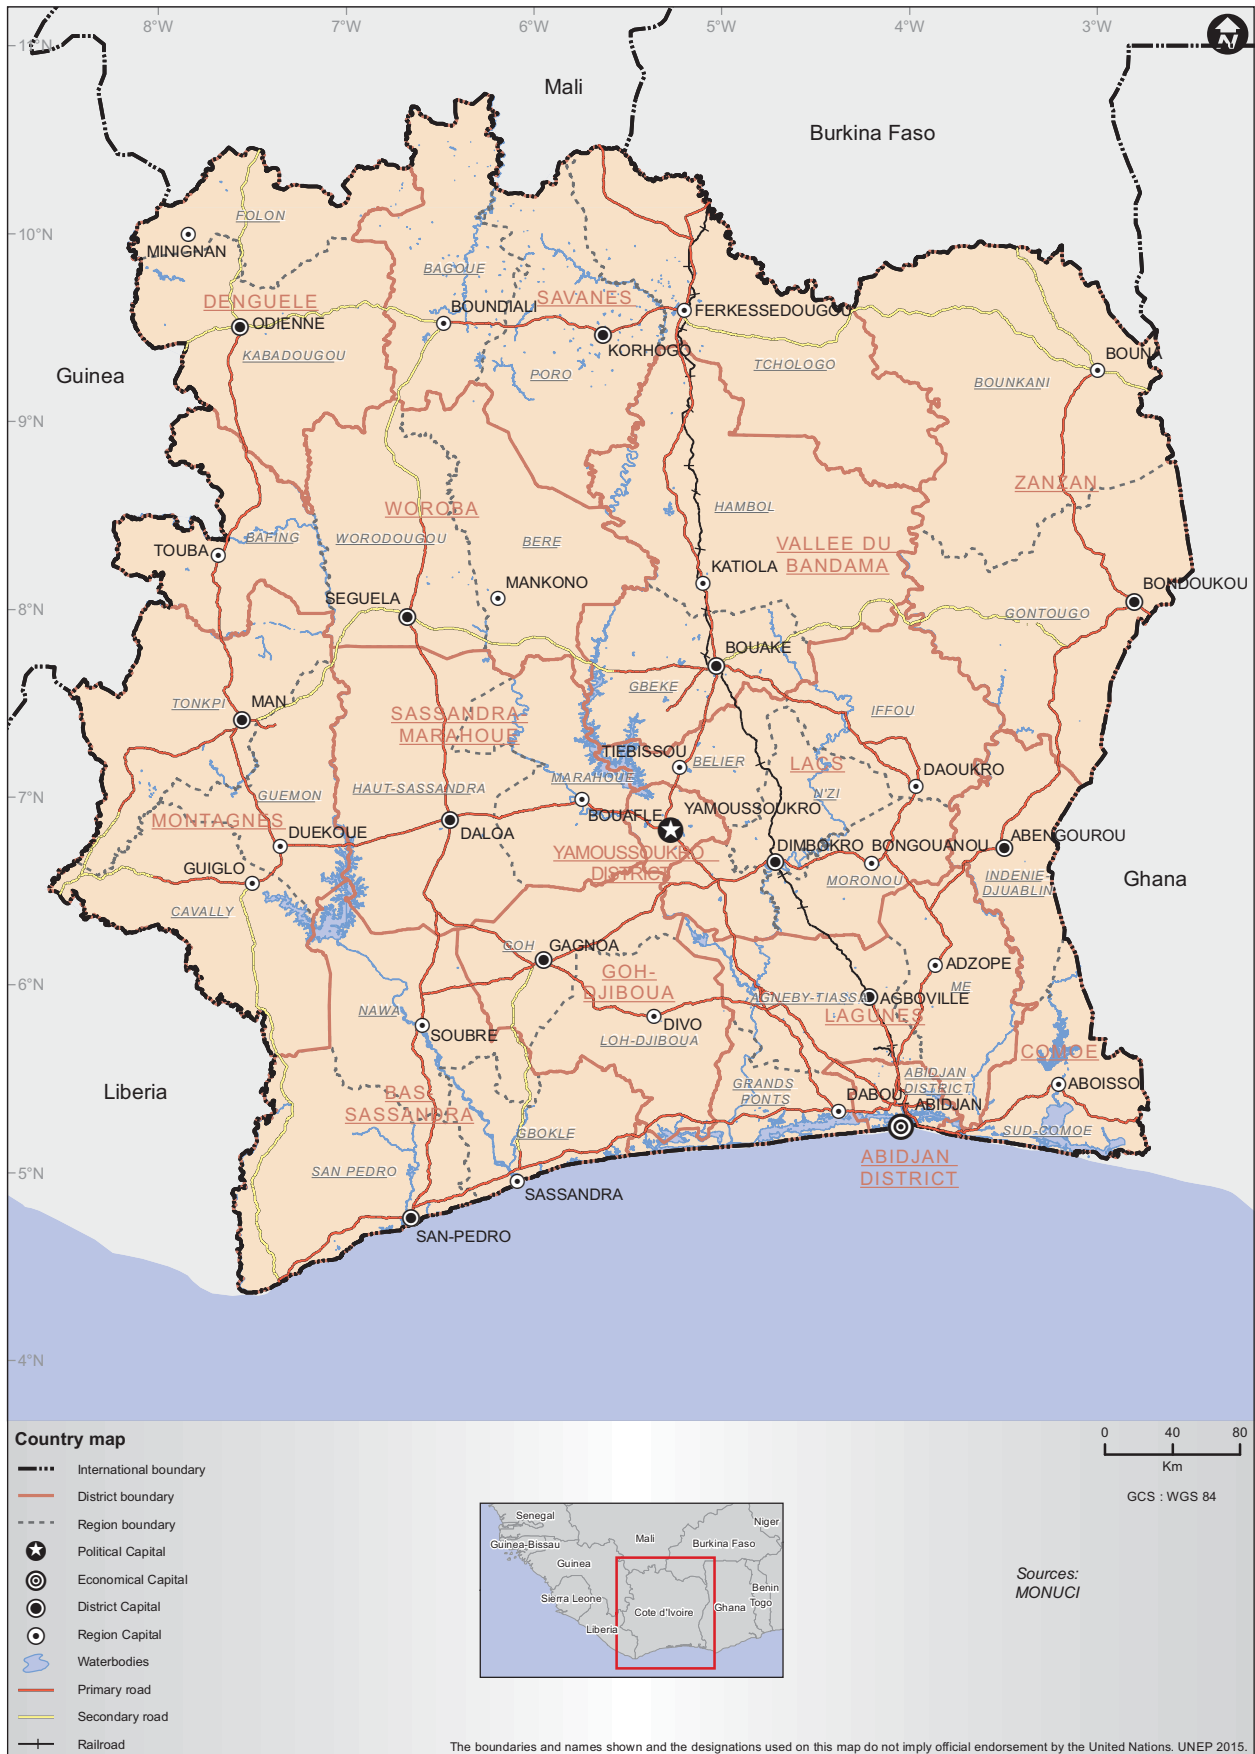 8°W
7°W
6°W
5°W
4°W
3°W
11°N
N
Mali
Burkina Faso
FOLON
10°N
MINIGNAN
BAGOUE
DENGUELE
SAVANES
BOUNDIALI
FERKESSEDOUGOU
ODIENNE
KORHOGO
KABADOUGOU
TCHOLOGO
BOUNA
Guinea
PORO
BOUNKANI
9°N
ZANZAN
WOROBA
HAMBOL
BAFING
WORODOUGOU
BERE
VALLEE DU
BANDAMA
TOUBA
KATIOLA
MANKONO
BONDOUKOU
SEGUELA
8°N
GONTOUGO
BOUAKE
GBEKE
TONKPI
MAN
IFFOU
SASSANDRA-
MARAHOUE
TIEBISSOU
BELIER
LACS
DAOUKRO
MARAHOUE
HAUT-SASSANDRA
N'ZI
7°N
GUEMON
YAMOUSSOUKRO
BOUAFLE
MONTAGNES
DUEKOUE
DALOA
ABENGOUROU
DIMBOKRO
BONGOUANOU
YAMOUSSOUKRO
DISTRICT
GUIGLO
MORONOU
INDENIE-
DJUABLIN
Ghana
CAVALLY
GOH
GAGNOA
ADZOPE
GOH-
DJIBOUA
6°N
ME
AGNEBY-TIASSA
AGBOVILLE
NAWA
LAGUNES
DIVO
SOUBRE
LOH-DJIBOUA
COMOE
ABIDJAN
DISTRICT
GRANDS
PONTS
ABOISSO
Liberia
BAS
SASSANDRA
DABOU
ABIDJAN
GBOKLE
SUD-COMOE
ABIDJAN
DISTRICT
5°N
SAN PEDRO
SASSANDRA
SAN-PEDRO
4°N
Country map
International boundary
District boundary
Region boundary
Political Capital
Economical Capital
District Capital
Region Capital
Waterbodies
Primary road
Secondary road
Railroad
Senegal
Niger
Mali
Guinea-Bissau
Burkina Faso
Guinea
Benin
Sierra Leone
Togo
Cote d'Ivoire
Ghana
Liberia
0 40 80
Km
GCS : WGS 84
Sources:
MONUCI
The boundaries and names shown and the designations used on this map do not imply official endorsement by the United Nations. UNEP 2015.